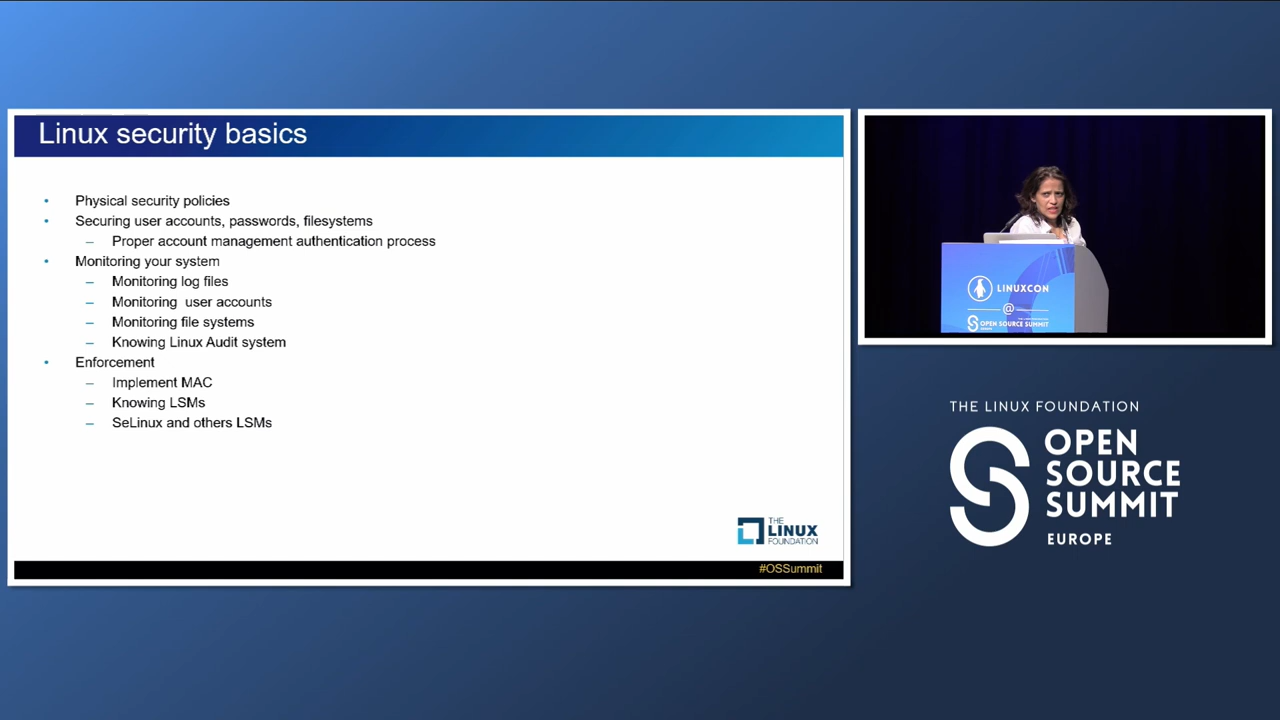 Linux security basics
• Physical security policies
• Securing user accounts, passwords, filesystems
– Proper account management authentication process
• Monitoring your system
– Monitoring log files
– Monitoring  user accounts
– Monitoring file systems
– Knowing Linux Audit system
• Enforcement
– Implement MAC
– Knowing LSMs
– SeLinux and others LSMs
THE
LINUX
FOUNDATION
#OSSummit
LINUXCON
@
OPEN SOURCE SUMMIT
THE LINUX FOUNDATION
OPEN
SOURCE
SUMMIT
EUROPE